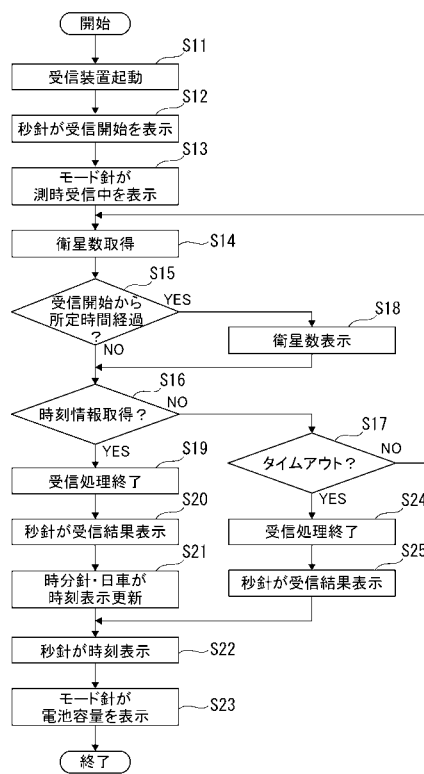 開始
S11
受信装置起動
S12
秒針が受信開始を表示
S13
モード針が
測時受信中を表示
衛星数取得
S14
S15
受信開始から
所定時間経過
?
YES
NO
S18
衛星数表示
S16
時刻情報取得?
NO
YES
S17
タイムアウト?
NO
YES
S19
受信処理終了
S24
受信処理終了
S20
秒針が受信結果表示
S25
秒針が受信結果表示
S21
時分針・日車が
時刻表示更新
秒針が時刻表示
S22
モード針が
電池容量を表示
S23
終了